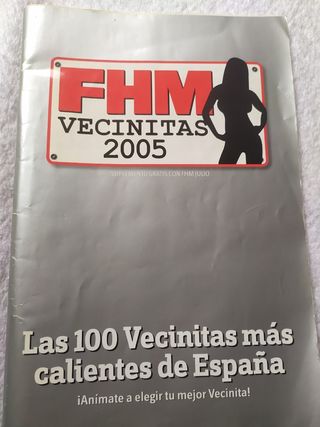 FHM
VECINITAS
2005
SUPLEMENTO GRATIS CON FHM JULIO
Las 100 Vecinitas más
calientes de España
¡Anímate a elegir tu mejor Vecinita!